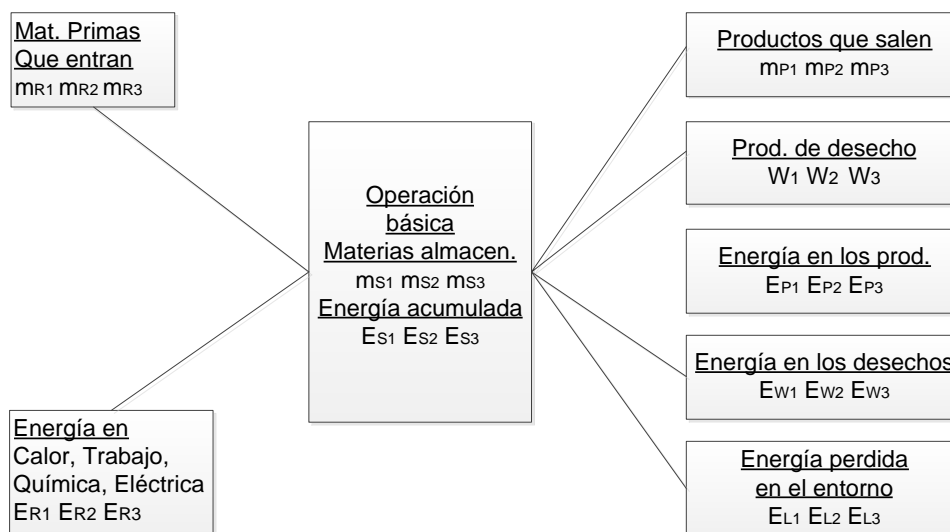 Mat. Primas
Que entran
mR1 mR2 mR3
Energía en
Calor, Trabajo,
Química, Eléctrica
ER1 ER2 ER3
Operación
básica
Materias almacen.
mS1 mS2 mS3
Energía acumulada
ES1 ES2 ES3
Productos que salen
mP1 mP2 mP3
Prod. de desecho
W1 W2 W3
Energía en los prod.
EP1 EP2 EP3
Energía en los desechos
EW1 EW2 EW3
Energía perdida
en el entorno
EL1 EL2 EL3